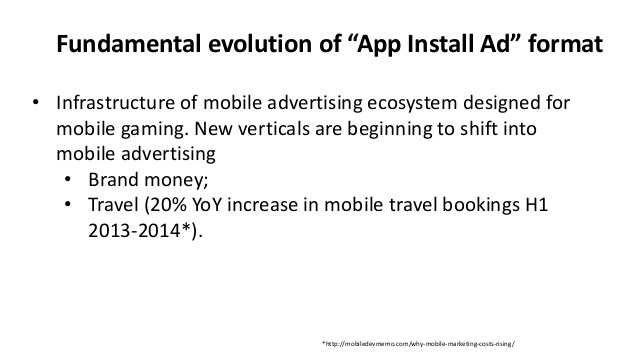 Fundamental evolution of “App Install Ad” format
• Infrastructure of mobile advertising ecosystem designed for
mobile gaming. New verticals are beginning to shift into
mobile advertising
• Brand money;
• Travel (20% YoY increase in mobile travel bookings H1
2013-2014*).
*http://mobiledevmemo.com/why-mobile-marketing-costs-rising/